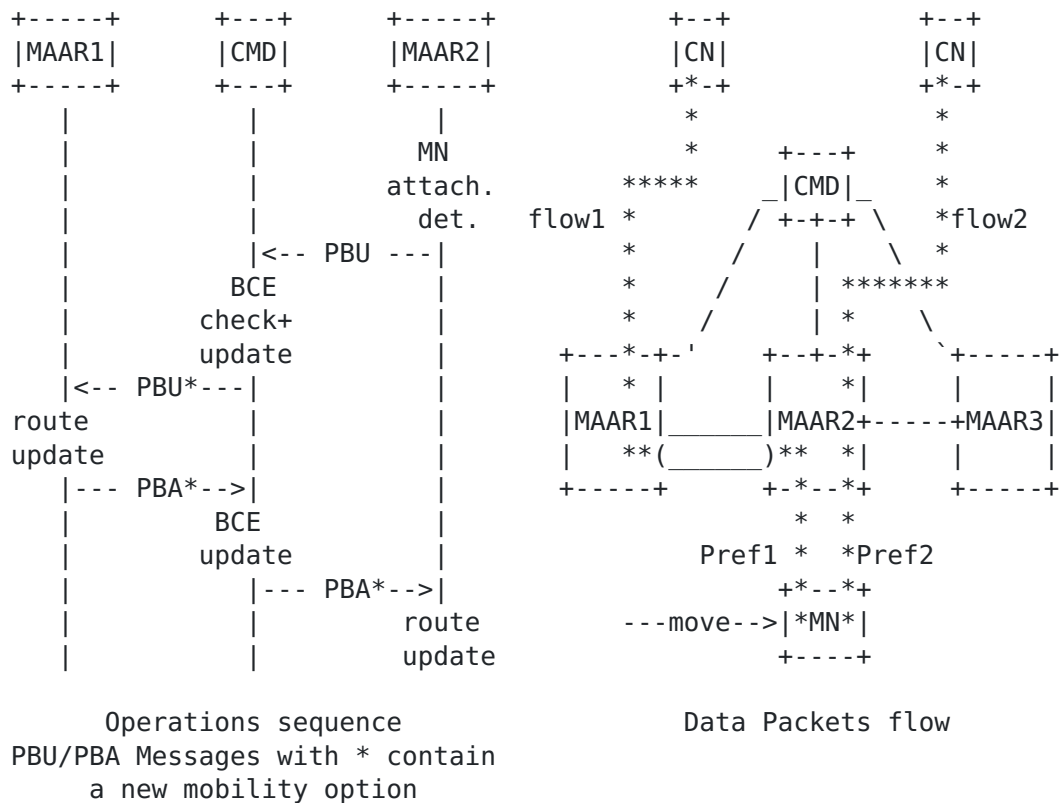 +-----+     +---+      +-----+           +--+            +--+
|MAAR1|     |CMD|      |MAAR2|           |CN|            |CN|
+-----+     +---+      +-----+           +*-+            +*-+
   |           |          |               *               *
   |           |          MN              *     +---+     *
   |           |        attach.       *****    _|CMD|_    *
   |           |          det.  flow1 *       / +-+-+ \   *flow2
   |           |<-- PBU ---|          *      /    |    \  *
   |          BCE          |          *     /     | *******
   |        check+         |          *    /      | *    \
   |        update         |      +---*-+-'    +--+-*+    `+-----+
   |<-- PBU*---|           |      |   * |      |    *|     |     |
route          |           |      |MAAR1|______|MAAR2+-----+MAAR3|
update         |           |      |   **(______)**  *|     |     |
   |--- PBA*-->|           |      +-----+      +-*--*+     +-----+
   |         BCE           |                     *  *
   |        update         |               Pref1 *  *Pref2
   |           |--- PBA*-->|                    +*--*+
   |           |         route        ---move-->|*MN*|
   |           |         update                 +----+
Operations sequence                  Data Packets flow
PBU/PBA Messages with * contain
a new mobility option